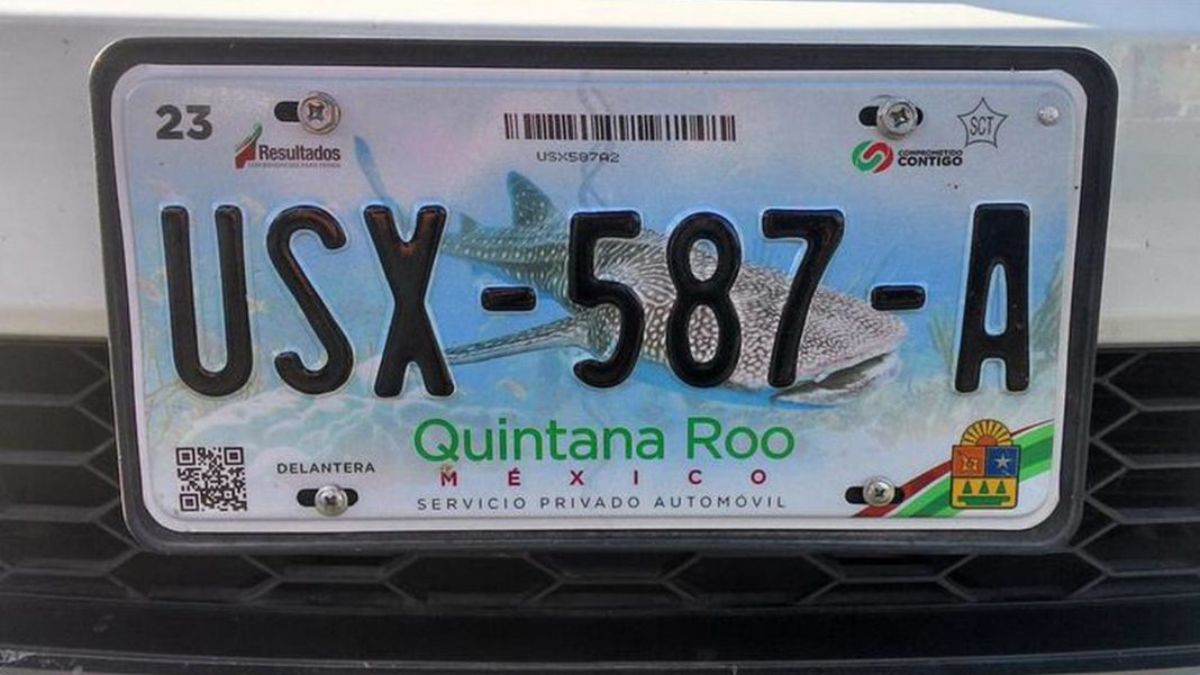 23
Resultados
USX587A2
COMPROMETIDO
CONTIGO
SCT
USX-587-A
Quintana Roo
DELANTERA
MÉXICO
SERVICIO PRIVADO AUTOMÓVIL